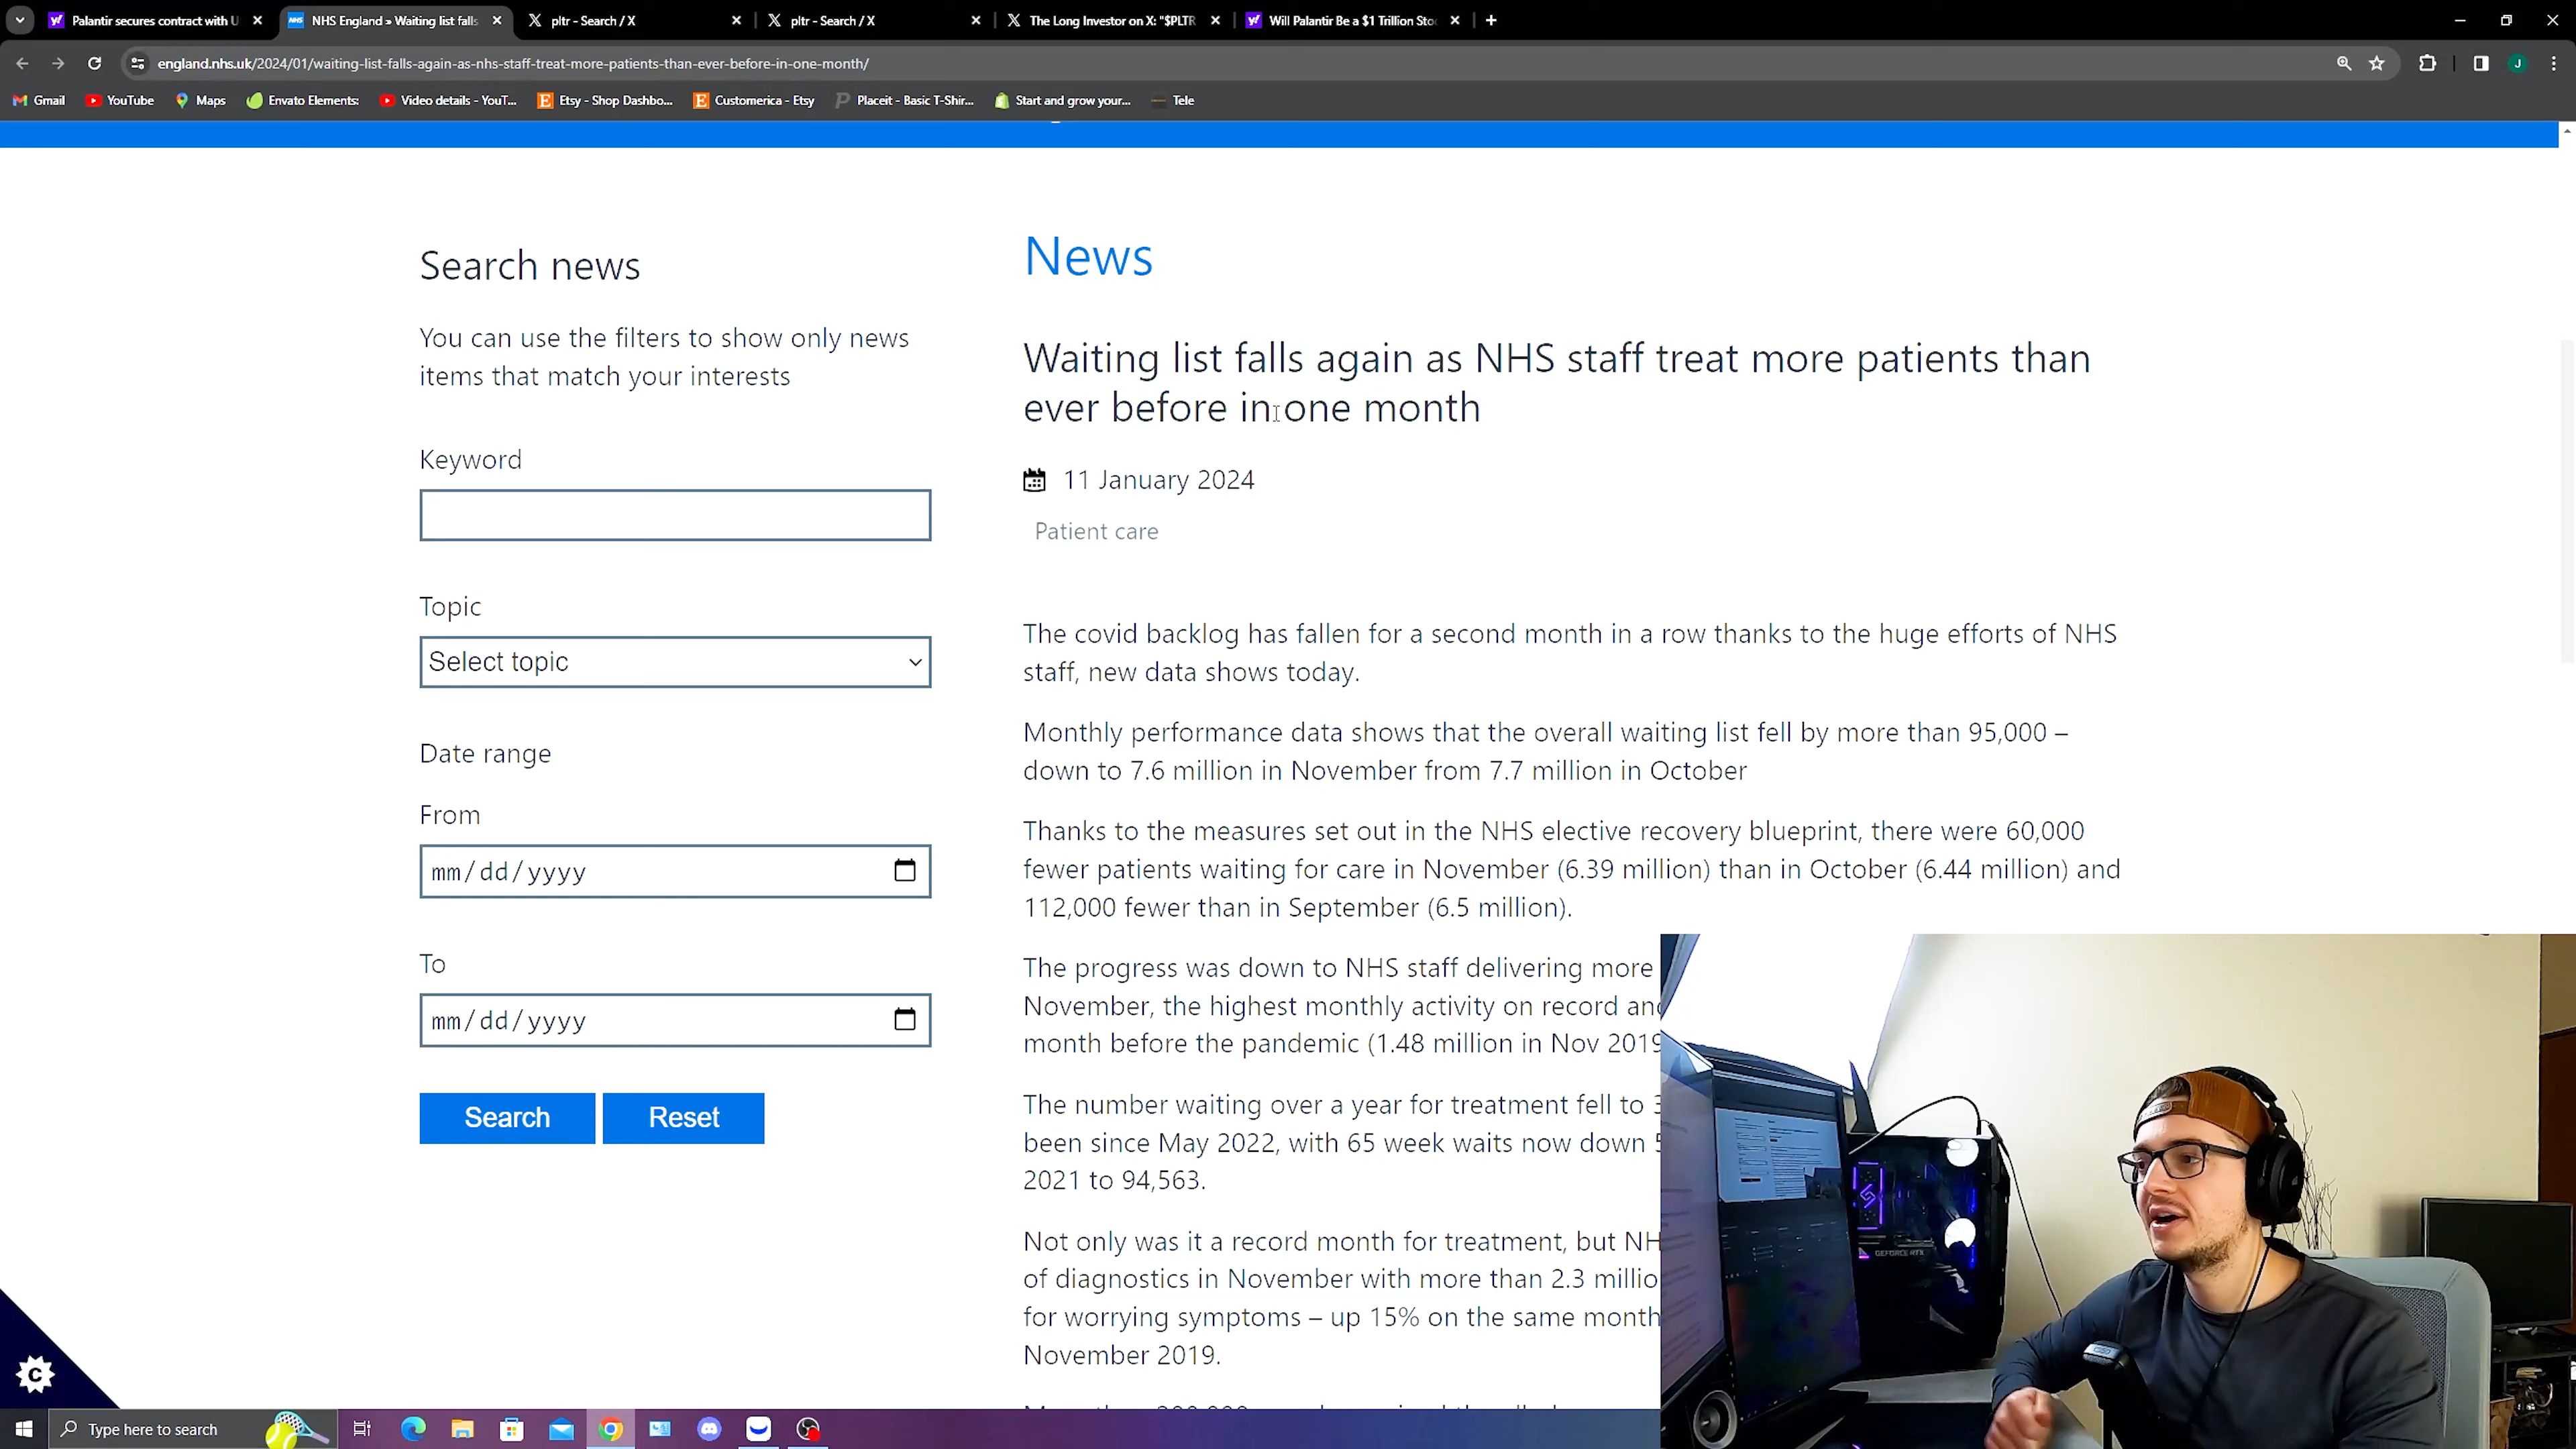 Palantir secures contract with U
NHS England » Waiting list falls
pltr - Search / X
pltr - Search / X
The Long Investor on X: "$PLTR
Will Palantir Be a $1 Trillion Sto
england.nhs.uk/2024/01/waiting-list-falls-again-as-nhs-staff-treat-more-patients-than-ever-before-in-one-month/
J
Gmail
YouTube
Maps
Envato Elements:
Video details - YouT...
Etsy - Shop Dashbo...
Customerica - Etsy
Placeit - Basic T-Shir...
Start and grow your...
Tele
Search news
You can use the filters to show only news
items that match your interests
Keyword
Topic
Select topic
Date range
From
mm/dd/yyyy
To
mm/dd/yyyy
Search
Reset
News
Waiting list falls again as NHS staff treat more patients than
ever before in one month
11 January 2024
Patient care
The covid backlog has fallen for a second month in a row thanks to the huge efforts of NHS
staff, new data shows today.
Monthly performance data shows that the overall waiting list fell by more than 95,000 –
down to 7.6 million in November from 7.7 million in October
Thanks to the measures set out in the NHS elective recovery blueprint, there were 60,000
fewer patients waiting for care in November (6.39 million) than in October (6.44 million) and
112,000 fewer than in September (6.5 million).
The progress was down to NHS staff delivering more
November, the highest monthly activity on record and
month before the pandemic (1.48 million in Nov 2019
The number waiting over a year for treatment fell to
been since May 2022, with 65 week waits now down 5
2021 to 94,563.
Not only was it a record month for treatment, but NH
of diagnostics in November with more than 2.3 millio
for worrying symptoms – up 15% on the same month
November 2019.
GEFORCE RTX
Type here to search